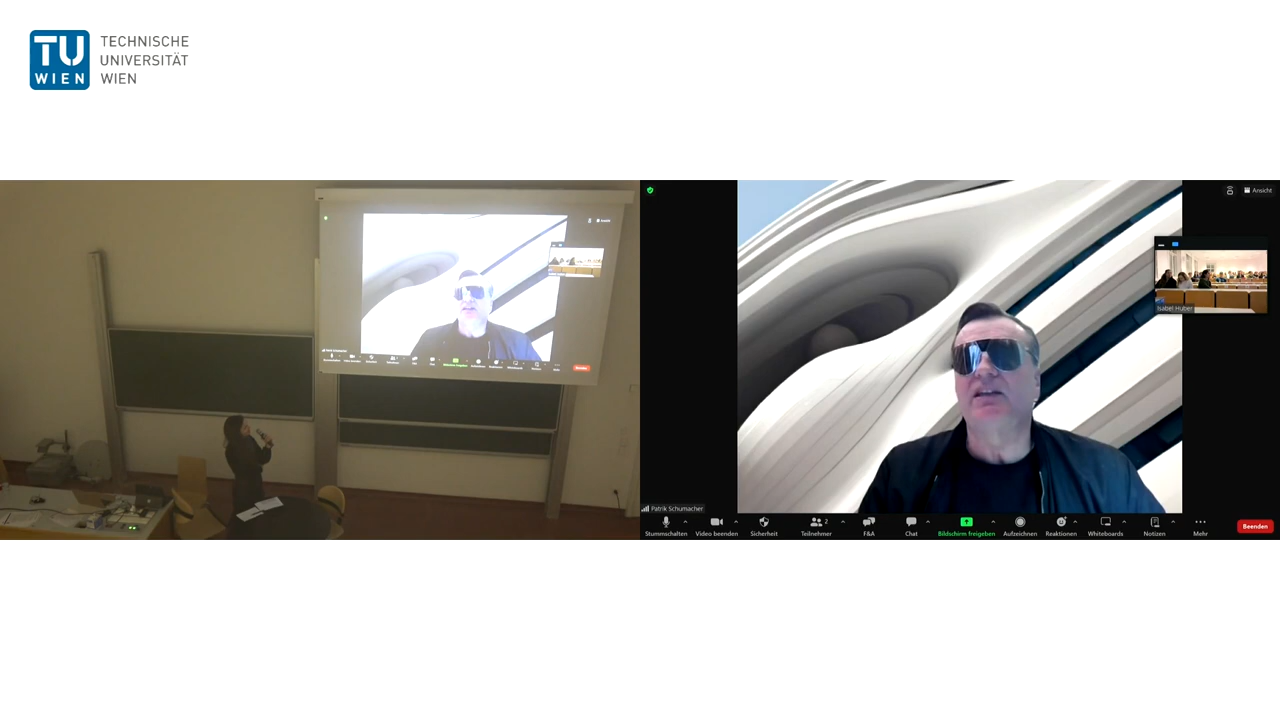 TU
WIEN
TECHNISCHE
UNIVERSITÄT
WIEN
Ansicht
Isabel Huber
Patrik Schumacher
Stummschalten
Video beenden
Sicherheit
2
Teilnehmer
F&A
Chat
Bildschirm freigeben
Aufzeichnen
Reaktionen
Whiteboards
Notizen
Mehr
Beenden